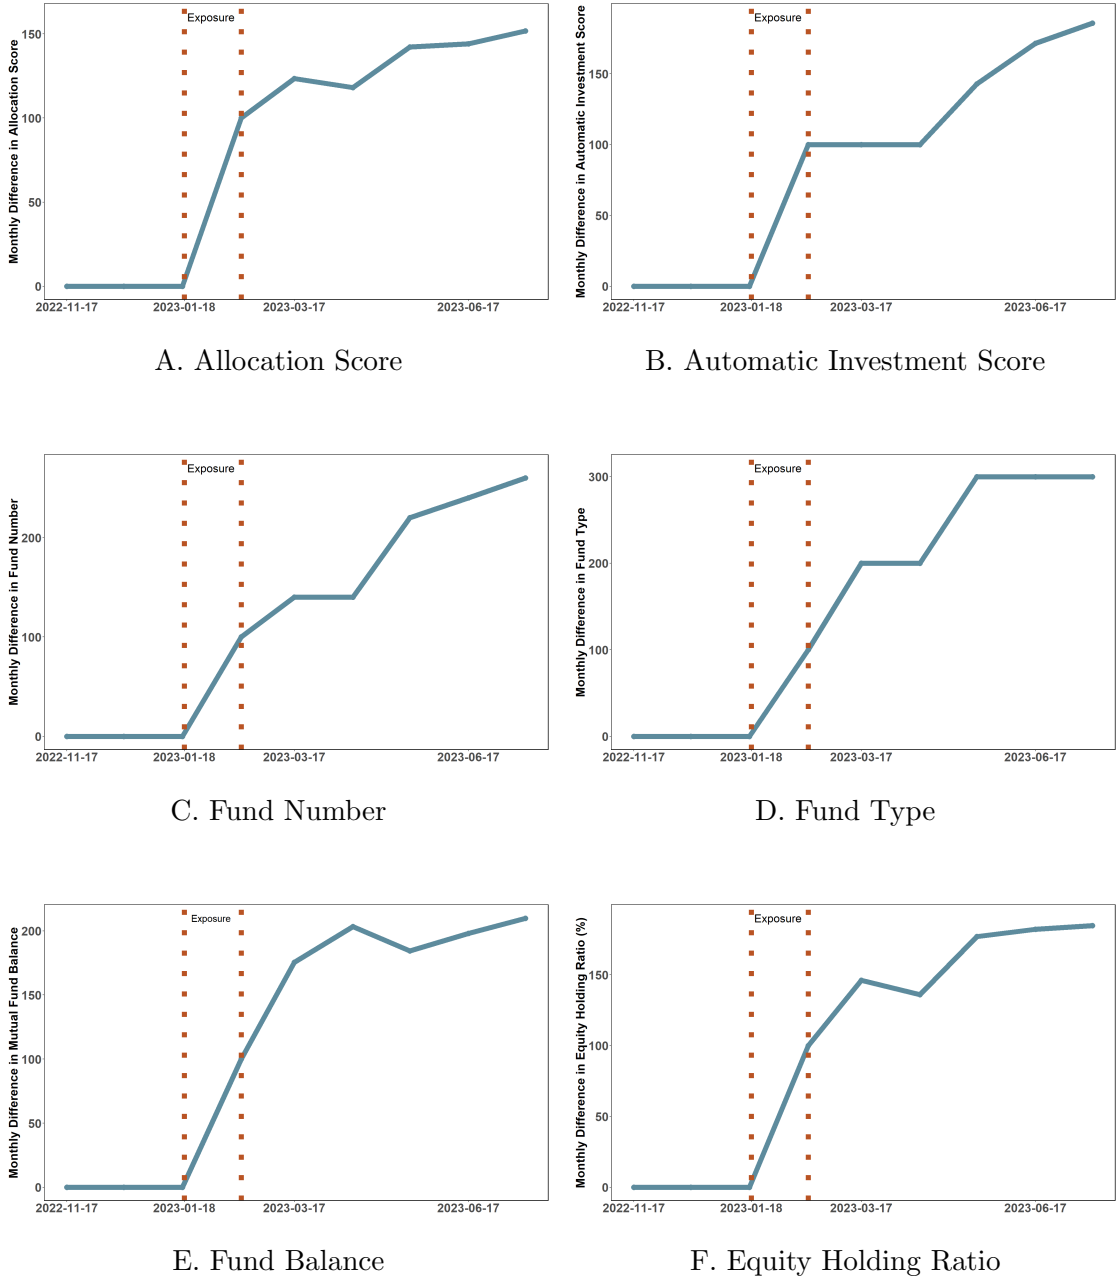 Monthly Difference in Allocation Score
150
100
50
0
Exposure
2022-11-17 2023-01-18 2023-03-17 2023-06-17
A. Allocation Score
Monthly Difference in Automatic Investment Score
150
100
50
0
Exposure
2022-11-17 2023-01-18 2023-03-17 2023-06-17
B. Automatic Investment Score
Monthly Difference in Fund Number
200
100
0
Exposure
2022-11-17 2023-01-18 2023-03-17 2023-06-17
C. Fund Number
Monthly Difference in Fund Type
300
200
100
0
Exposure
2022-11-17 2023-01-18 2023-03-17 2023-06-17
D. Fund Type
Monthly Difference in Mutual Fund Balance
200
150
100
50
0
Exposure
2022-11-17 2023-01-18 2023-03-17 2023-06-17
E. Fund Balance
Monthly Difference in Equity Holding Ratio (%)
150
100
50
0
Exposure
2022-11-17 2023-01-18 2023-03-17 2023-06-17
F. Equity Holding Ratio